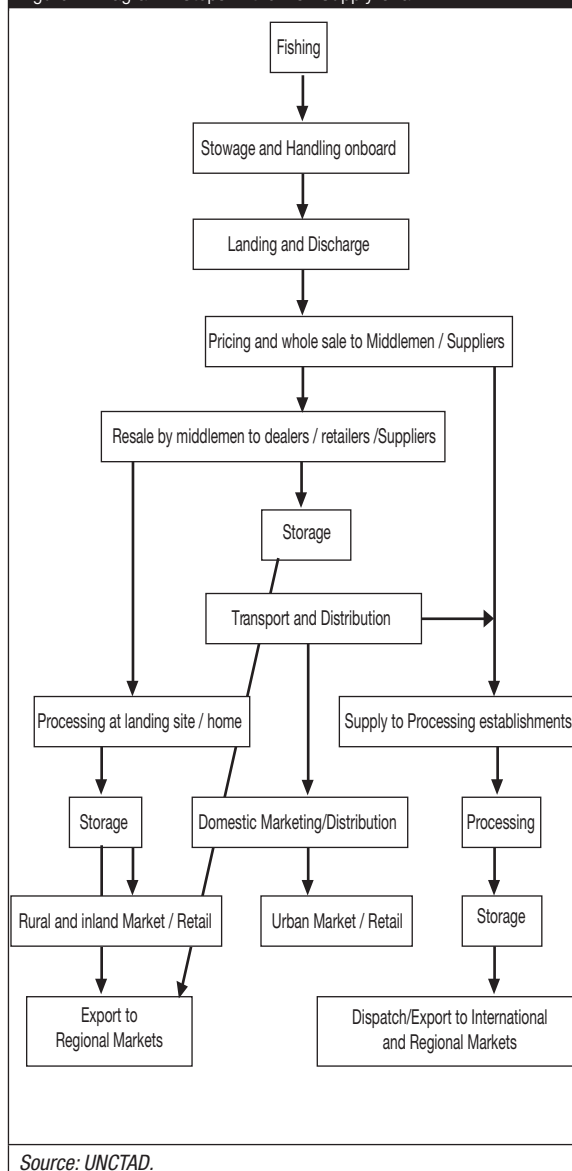 Fishing
Stowage and Handling onboard
Landing and Discharge
Pricing and whole sale to Middlemen / Suppliers
Resale by middlemen to dealers / retailers /Suppliers
Storage
Transport and Distribution
Processing at landing site / home
Supply to Processing establishments
Storage
Domestic Marketing/Distribution
Processing
Rural and inland Market / Retail
Urban Market / Retail
Storage
Export to
Regional Markets
Dispatch/Export to International
and Regional Markets
Source: UNCTAD.